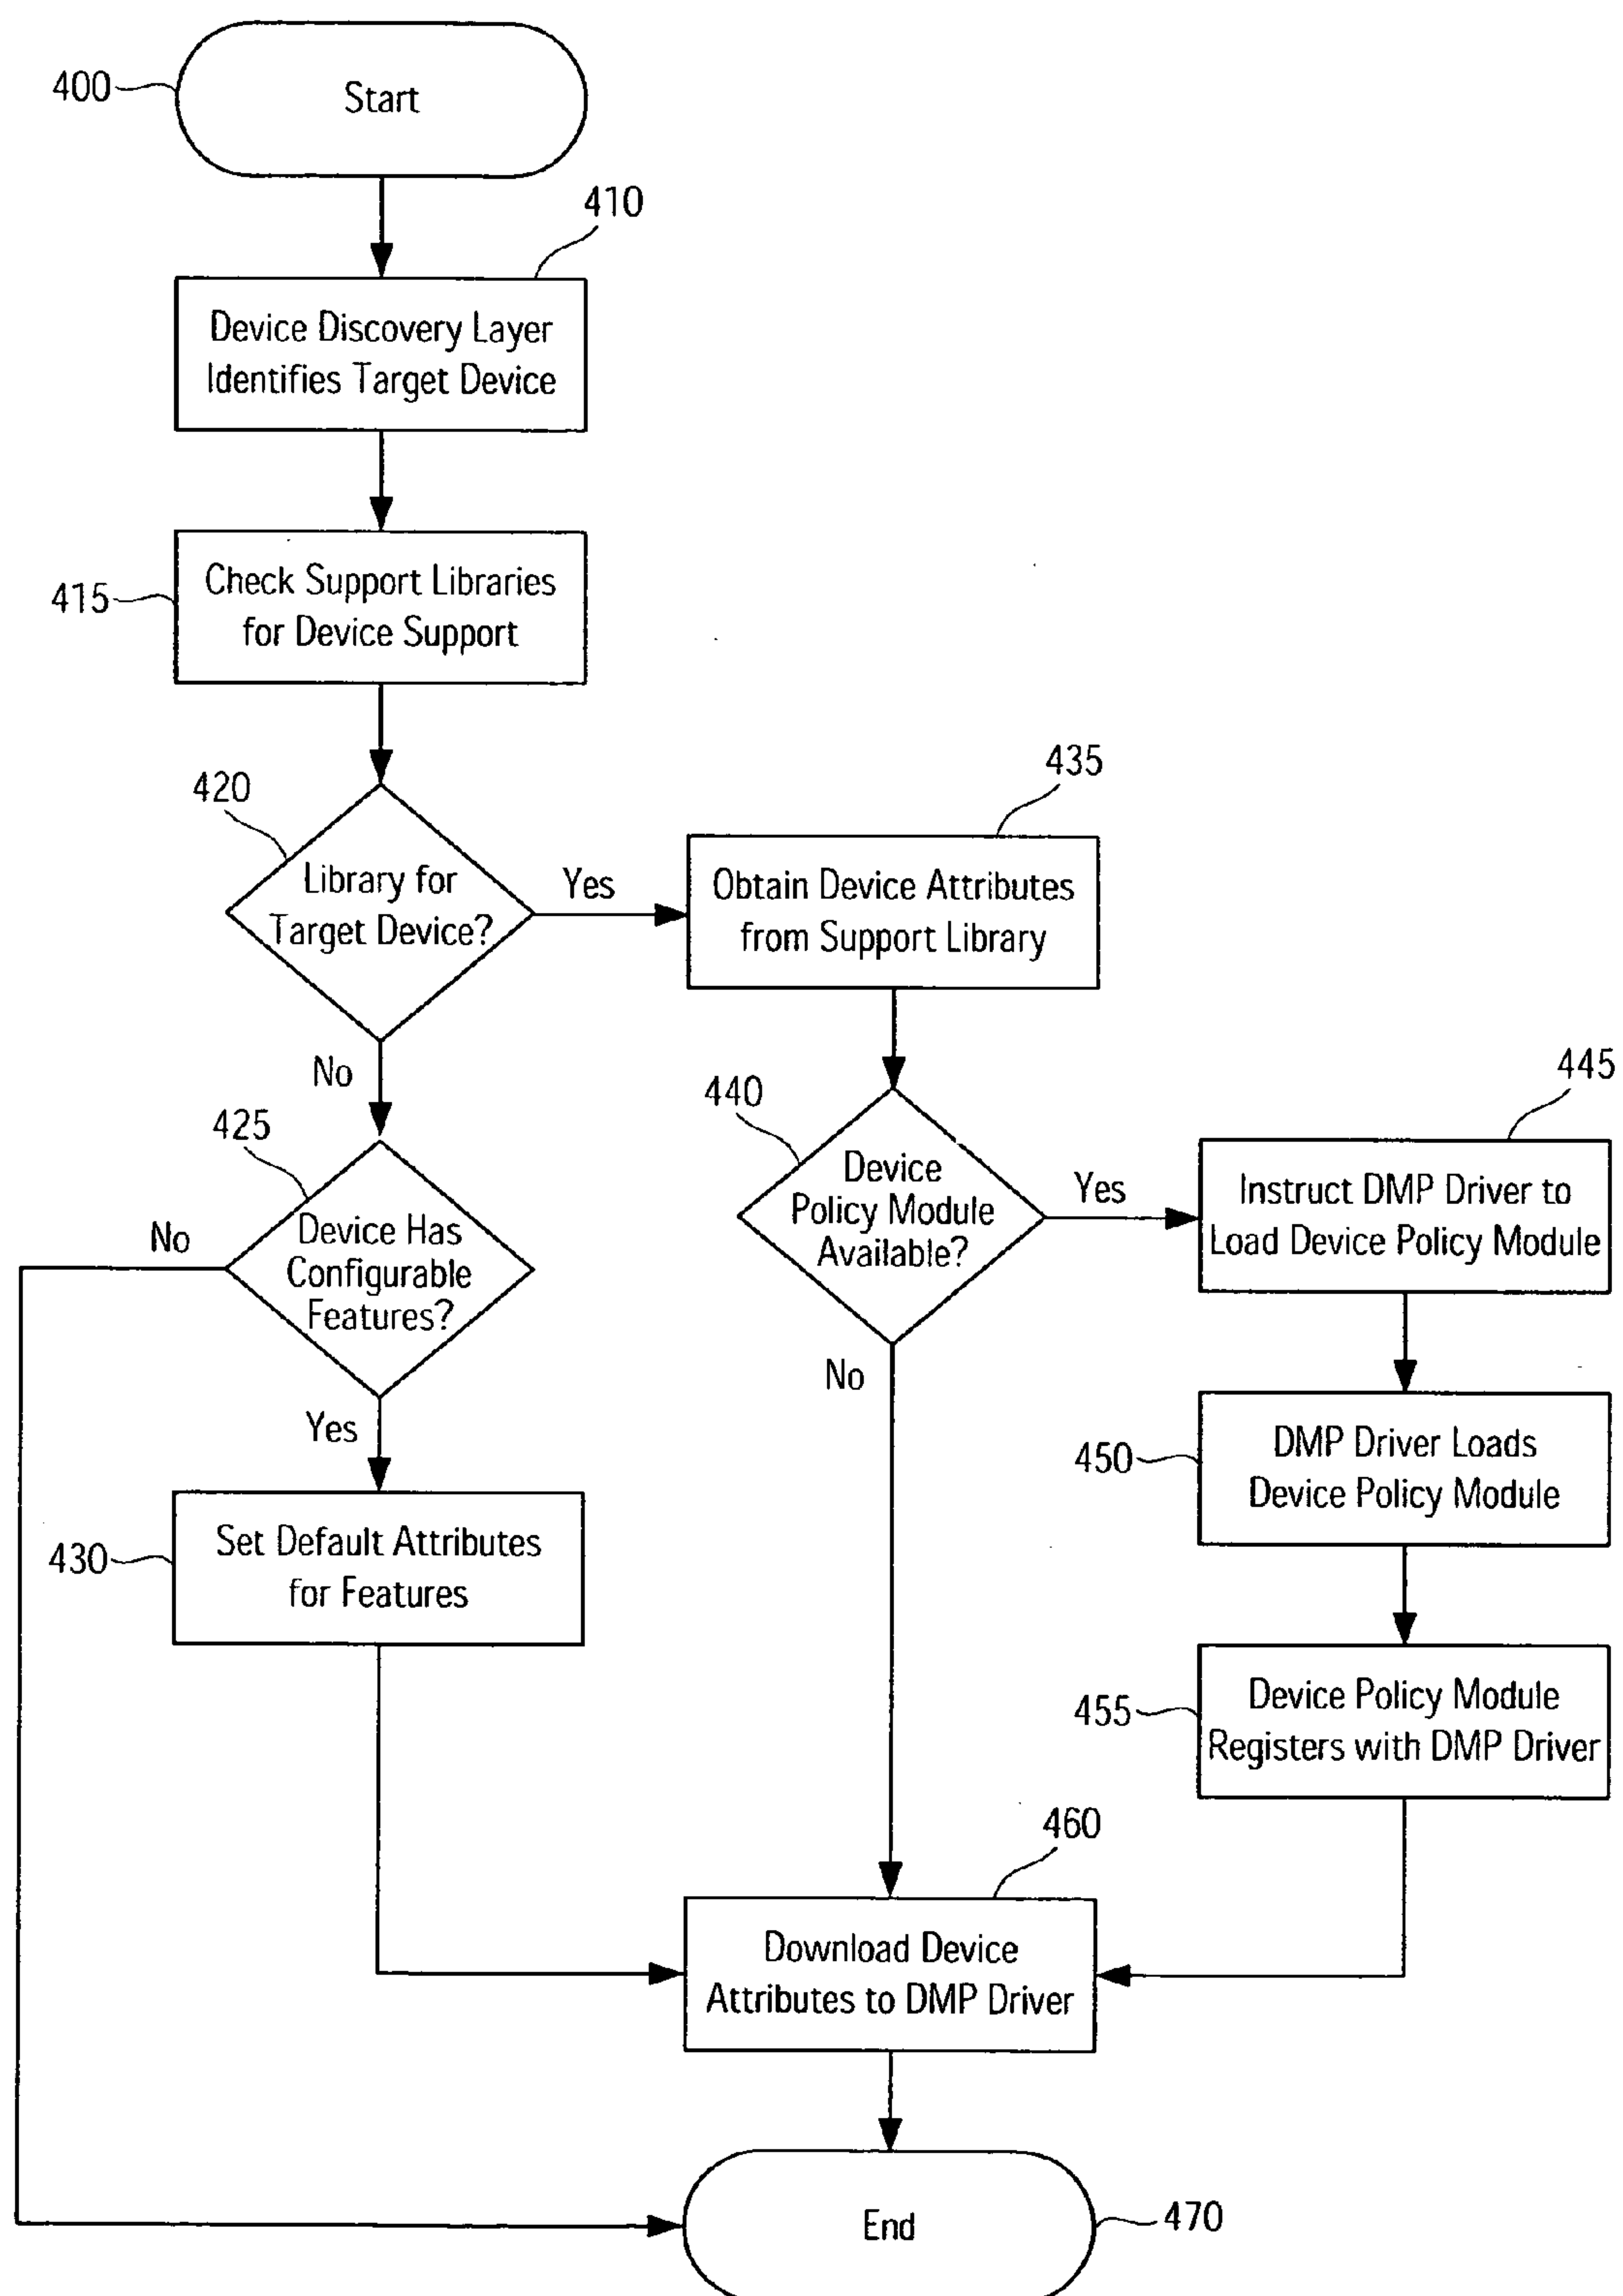 400
Start
410
Device Discovery Layer
Identifies Target Device
415
Check Support Libraries
for Device Support
420
Library for
Target Device?
Yes
No
435
Obtain Device Attributes
from Support Library
425
Device Has
Configurable
Features?
No
Yes
440
Device
Policy Module
Available?
Yes
No
445
Instruct DMP Driver to
Load Device Policy Module
430
Set Default Attributes
for Features
450
DMP Driver Loads
Device Policy Module
455
Device Policy Module
Registers with DMP Driver
460
Download Device
Attributes to DMP Driver
End
470